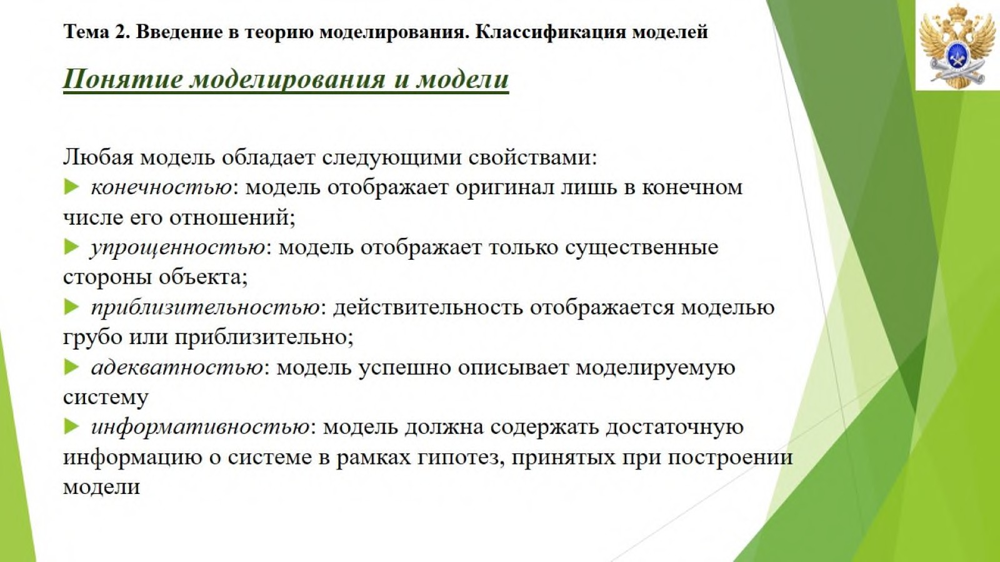 Тема 2. Введение в теорию моделирования. Классификация моделей
Понятие моделирования и модели
Любая модель обладает следующими свойствами:
конечностью: модель отображает оригинал лишь в конечном
числе его отношений;
упрощенностью: модель отображает только существенные
стороны объекта;
приблизительностью: действительность отображается моделью
грубо или приблизительно;
адекватностью: модель успешно описывает моделируемую
систему
информативностью: модель должна содержать достаточную
информацию о системе в рамках гипотез, принятых при построении
модели